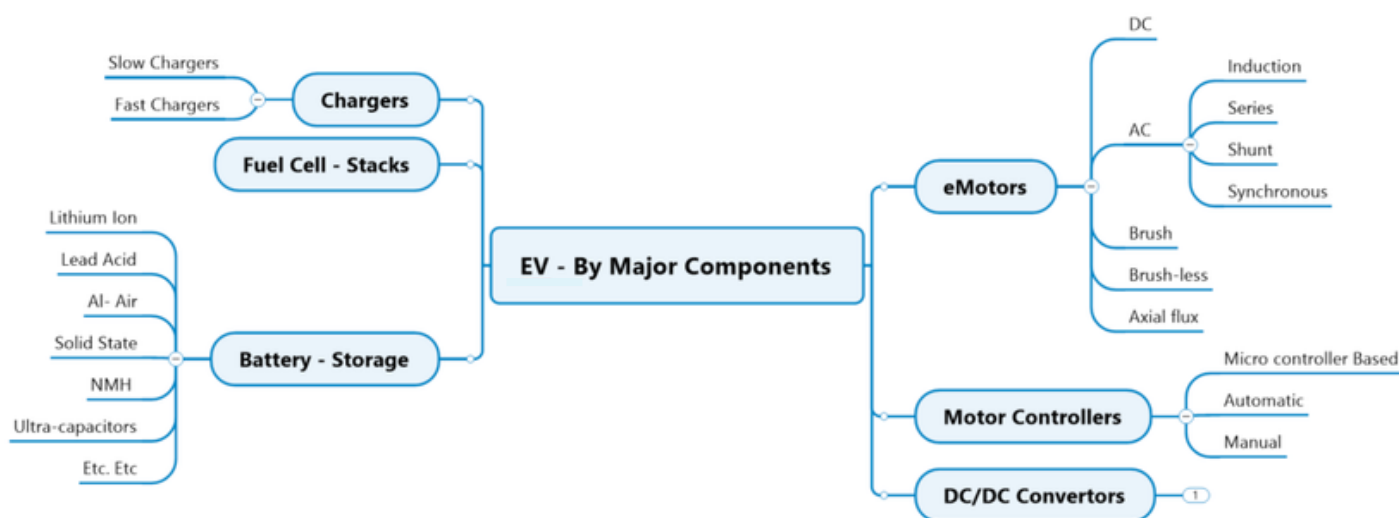 EV - By Major Components
Chargers
Slow Chargers
Fast Chargers
Fuel Cell - Stacks
Battery - Storage
Lithium Ion
Lead Acid
Al- Air
Solid State
NMH
Ultra-capacitors
Etc. Etc
eMotors
DC
AC
Induction
Series
Shunt
Synchronous
Brush
Brush-less
Axial flux
Motor Controllers
Micro controller Based
Automatic
Manual
DC/DC Convertors
1